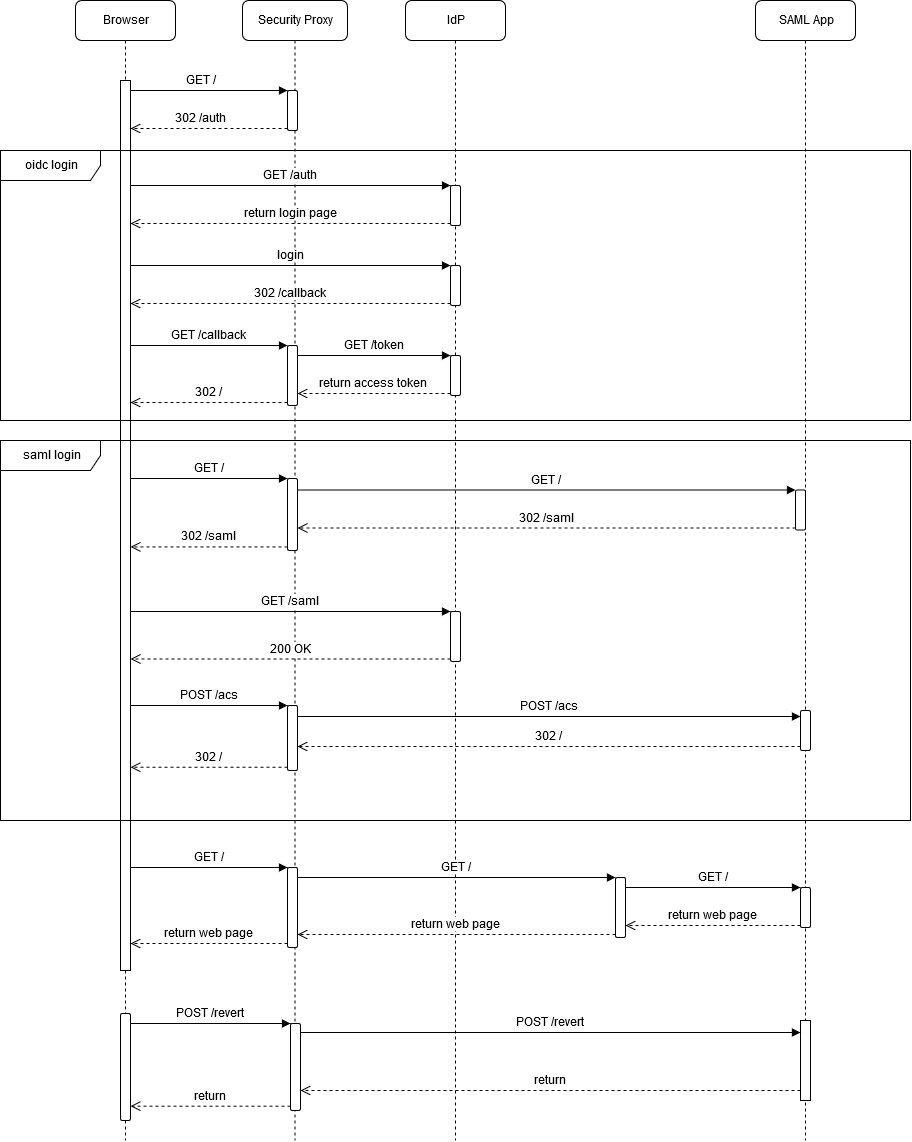 Browser
Security Proxy
IdP
SAML App
GET /
302 /auth
oidc login
GET /auth
return login page
login
302 /callback
GET /callback
GET /token
return access token
302 /
saml login
GET /
GET /
302 /saml
302 /saml
GET /saml
200 OK
POST /acs
POST /acs
302 /
302 /
GET /
GET /
GET /
return web page
return web page
return web page
POST /revert
POST /revert
return
return